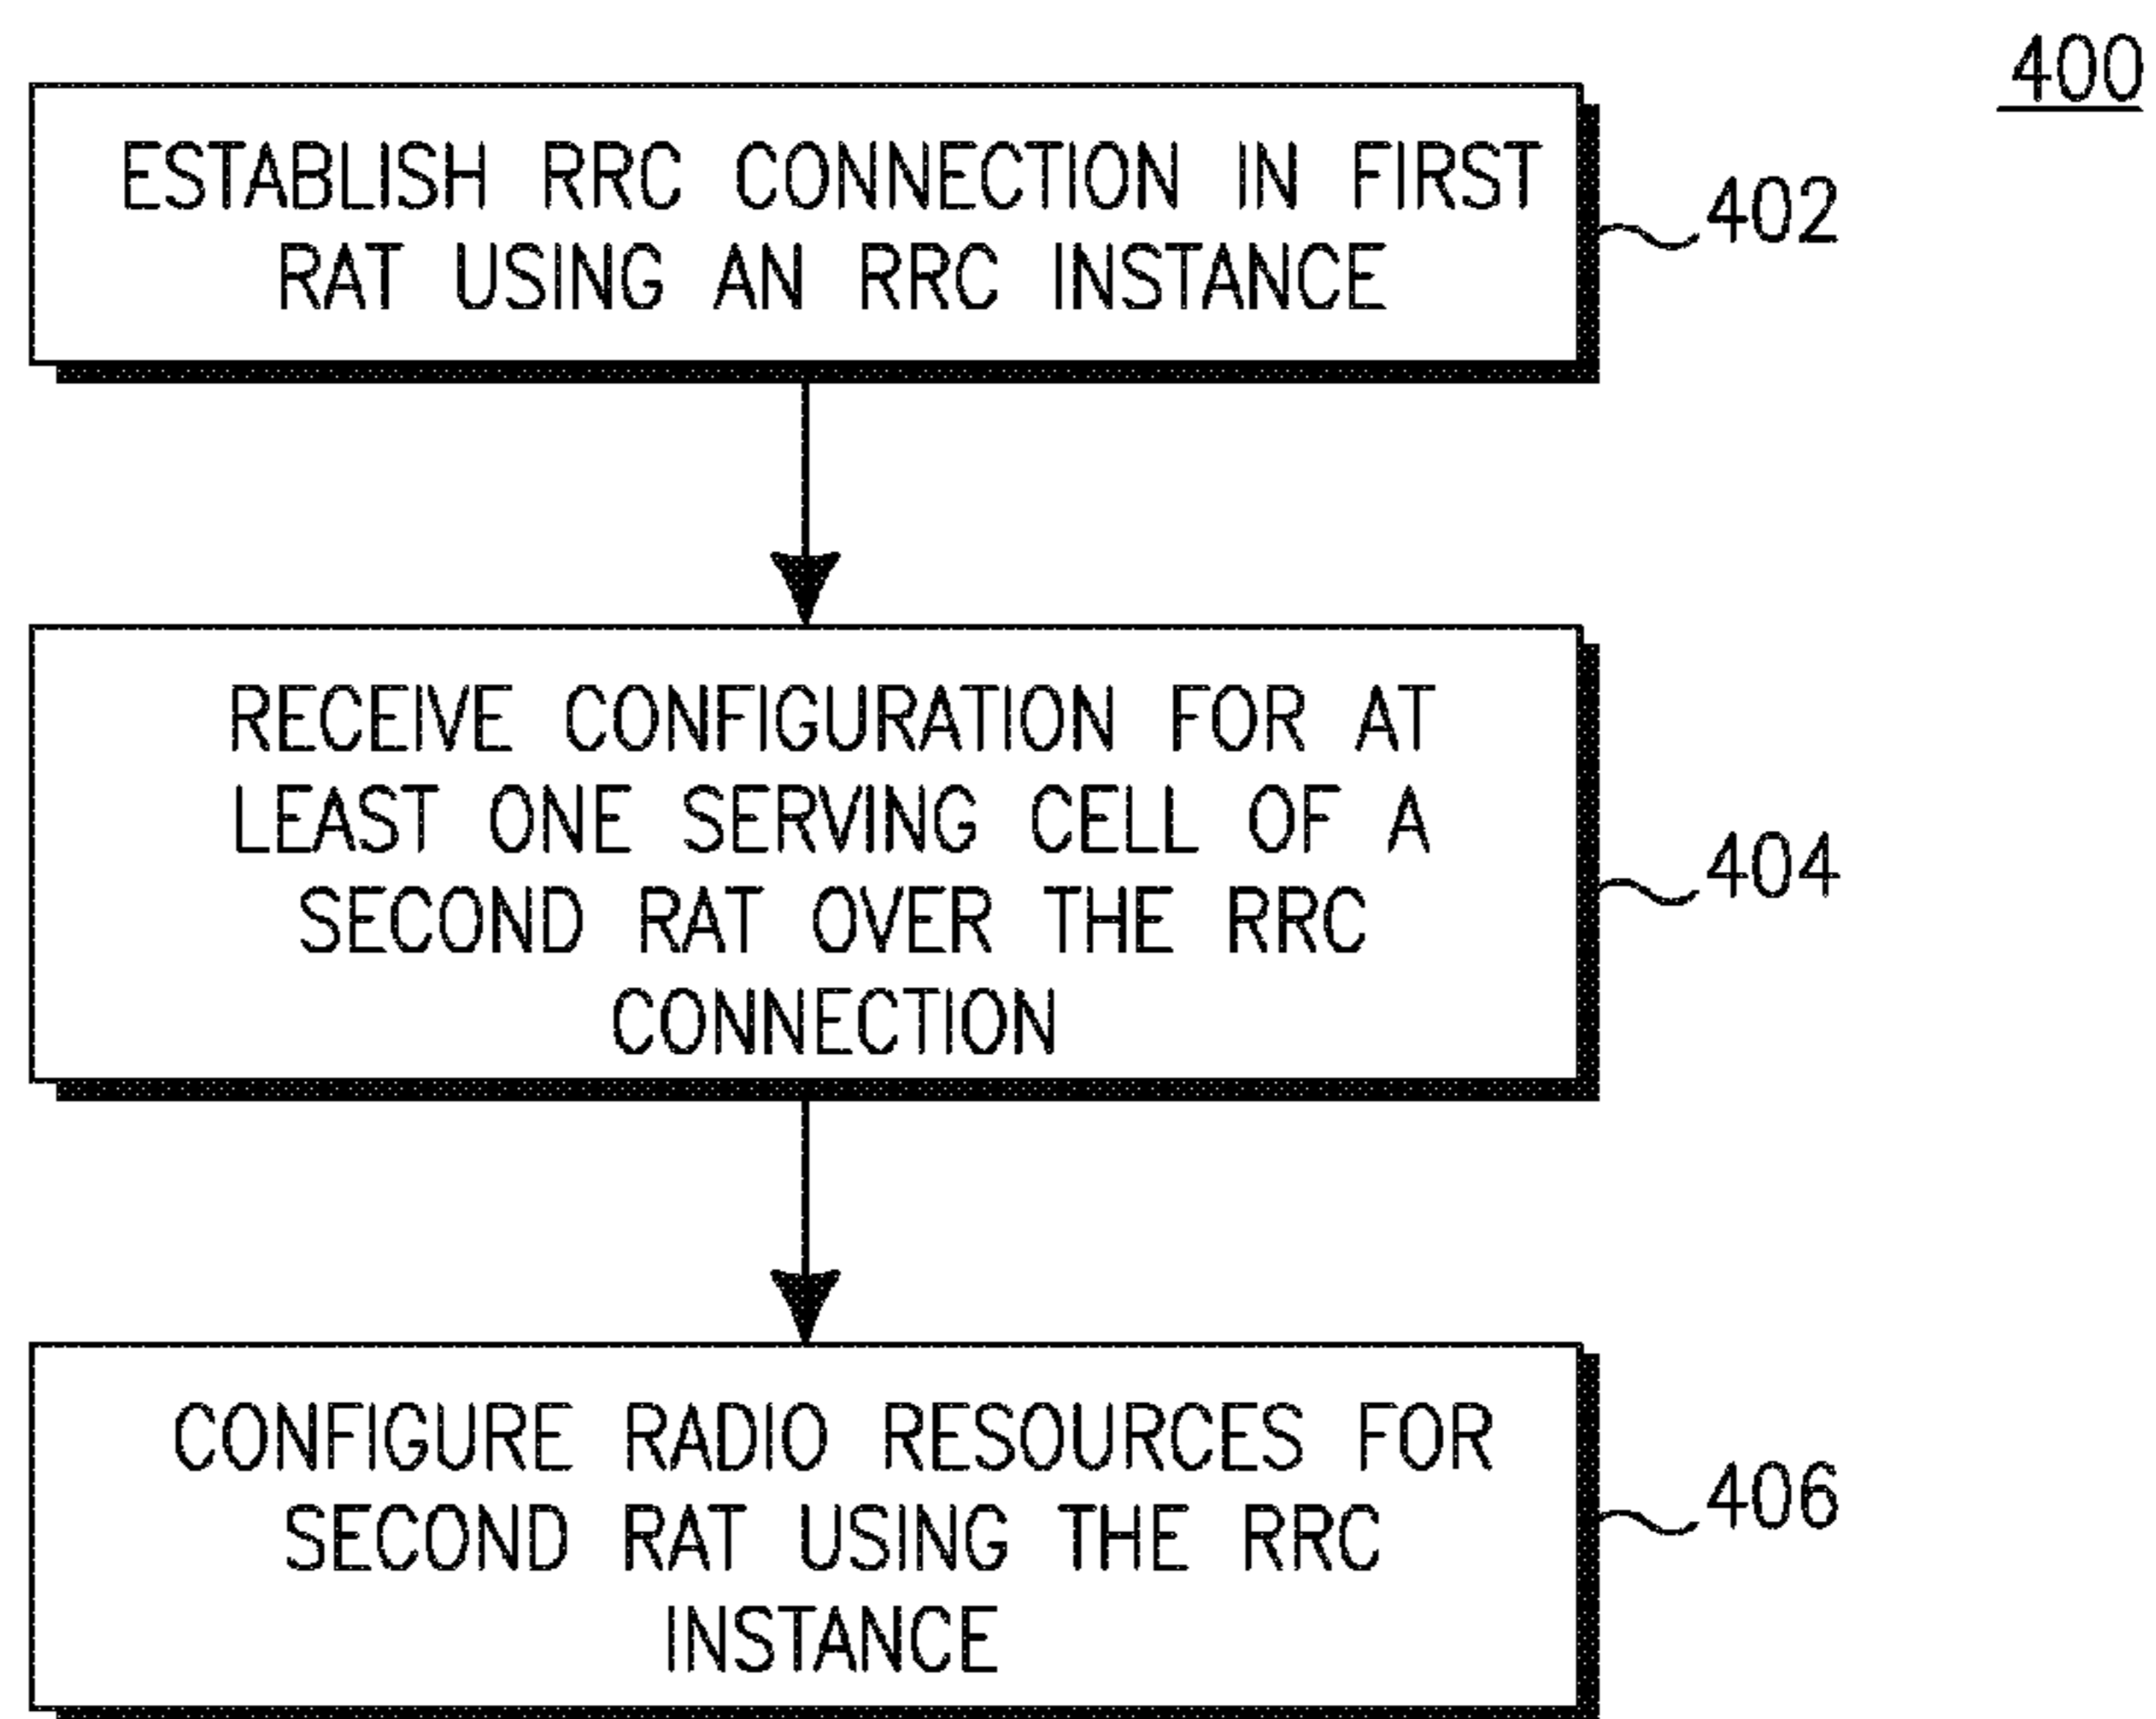 400
ESTABLISH RRC CONNECTION IN FIRST
RAT USING AN RRC INSTANCE
402
RECEIVE CONFIGURATION FOR AT
LEAST ONE SERVING CELL OF A
SECOND RAT OVER THE RRC
CONNECTION
404
CONFIGURE RADIO RESOURCES FOR
SECOND RAT USING THE RRC
INSTANCE
406